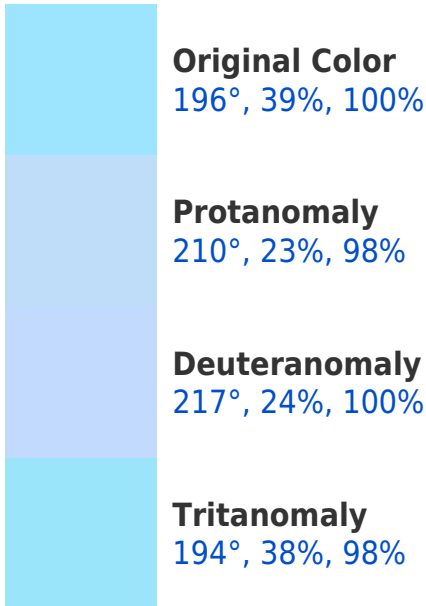 Original Color
196°, 39%, 100%
Protanomaly
210°, 23%, 98%
Deuteranomaly
217°, 24%, 100%
Tritanomaly
194°, 38%, 98%